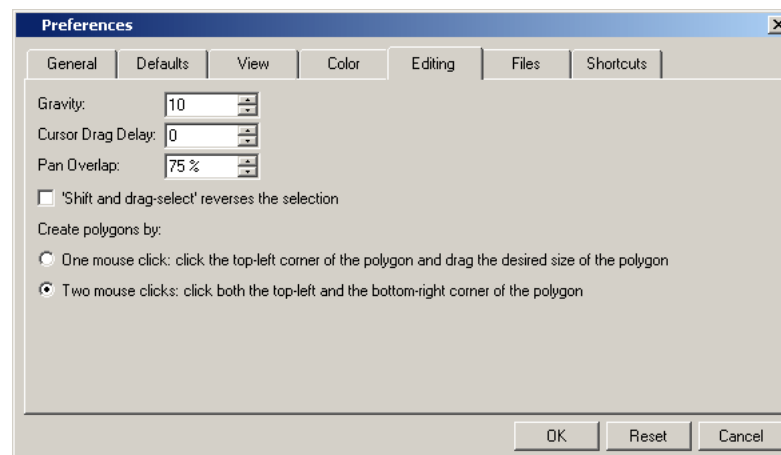 Preferences
General Defaults View Color Editing Files Shortcuts
Gravity: 10
Cursor Drag Delay: 0
Pan Overlap: 75 %
'Shift and drag-select' reverses the selection
Create polygons by:
One mouse click: click the top-left corner of the polygon and drag the desired size of the polygon
Two mouse clicks: click both the top-left and the bottom-right corner of the polygon
OK Reset Cancel